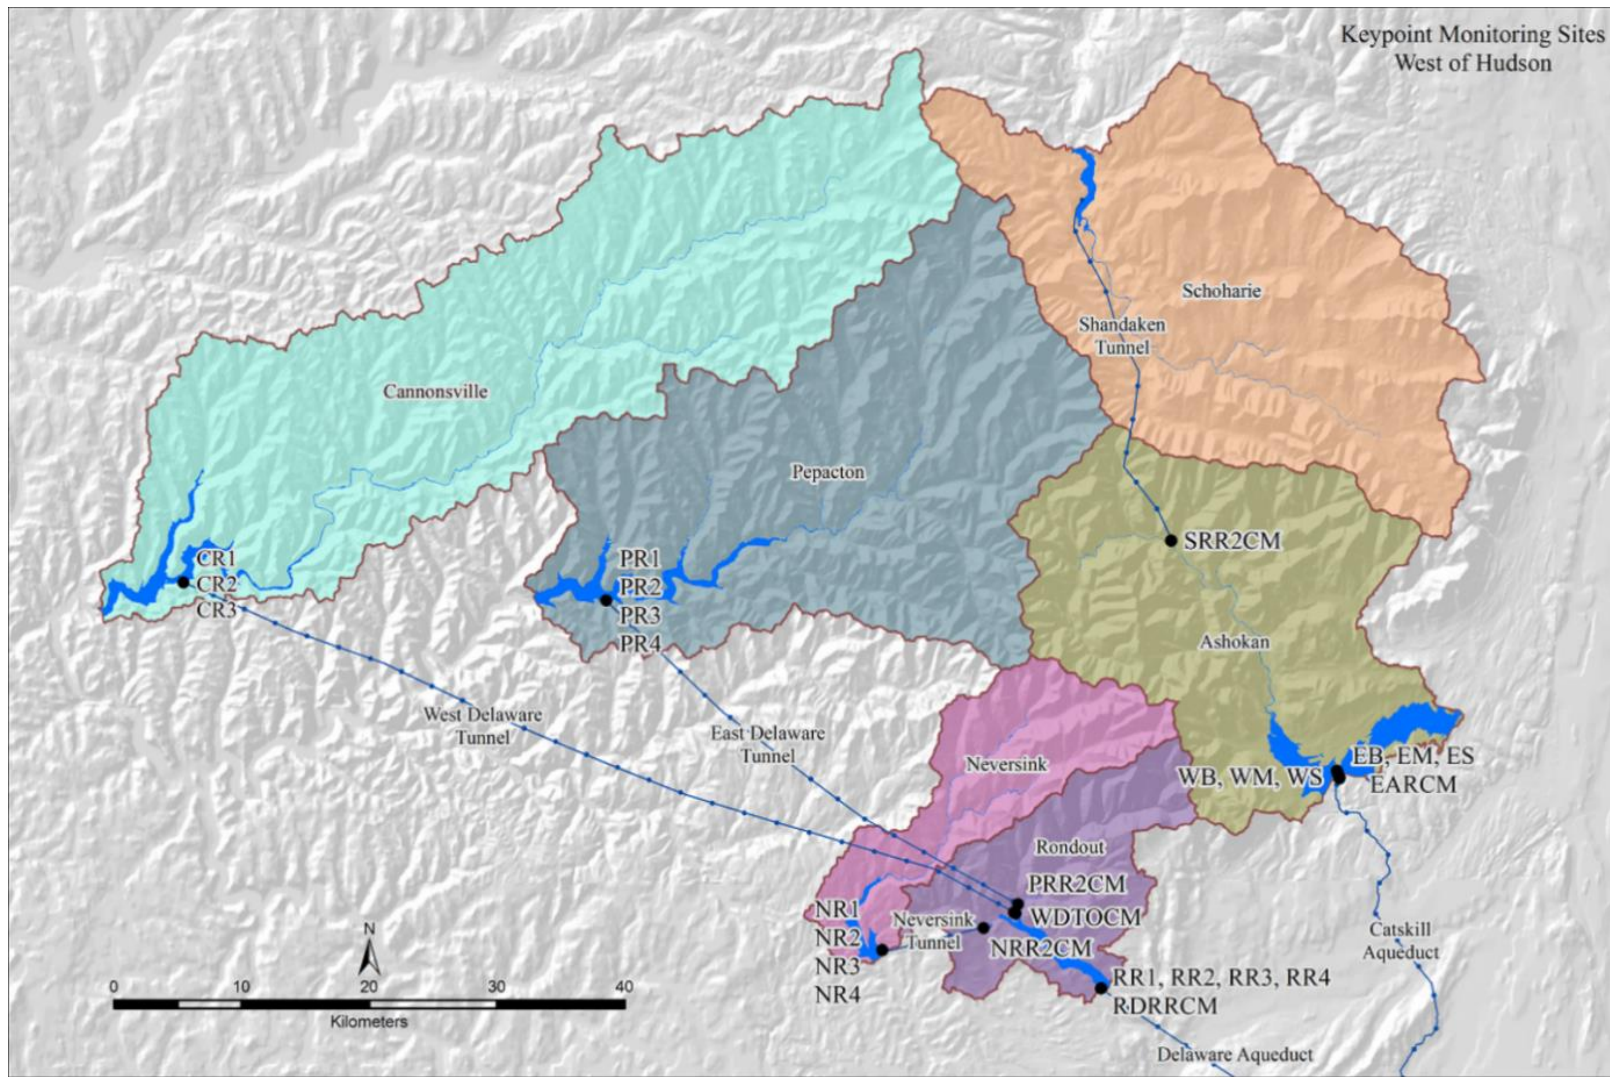 Keypoint Monitoring Sites
West of Hudson
Schoharie
Shandaken
Tunnel
Cannonsville
Pepacton
SRR2CM
CR1
CR2
CR3
PR1
PR2
PR3
PR4
Ashokan
West Delaware
Tunnel
East Delaware
Tunnel
Neversink
EB, EM, ES
WB, WM, WS
EARCM
Rondout
PRR2CM
WDTOCM
NRR2CM
Neversink
Tunnel
NR1
NR2
NR3
NR4
Catskill
Aqueduct
RR1, RR2, RR3, RR4
RDRRCM
Delaware Aqueduct
N
0 10 20 30 40
Kilometers